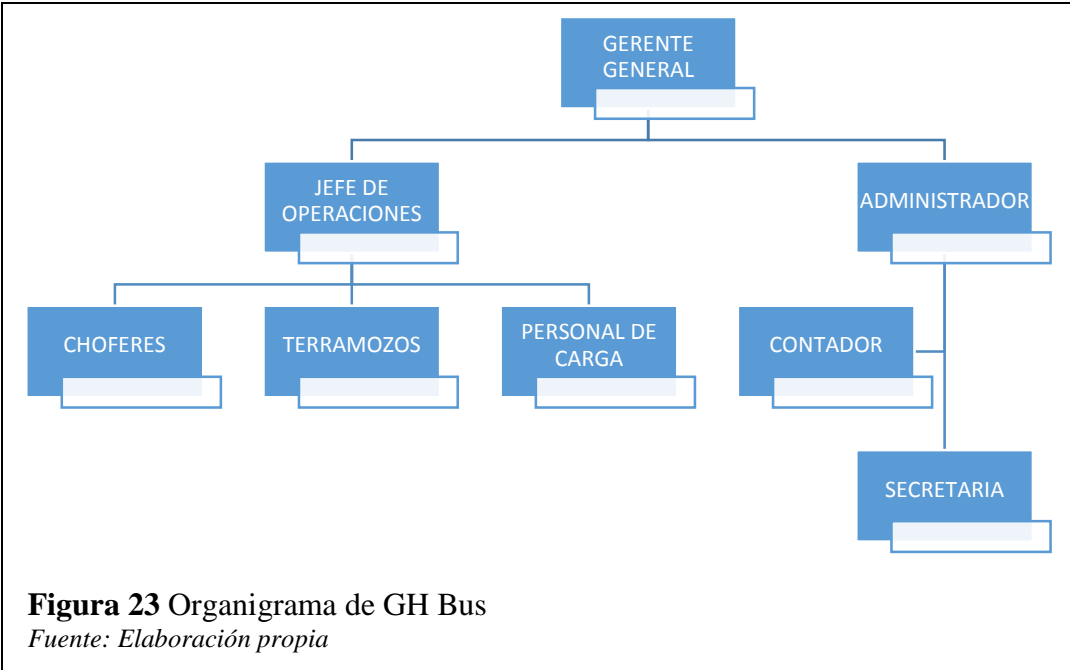 GERENTE
GENERAL
JEFE DE
OPERACIONES
ADMINISTRADOR
CHOFERES
TERRAMOZOS
PERSONAL DE
CARGA
CONTADOR
SECRETARIA
Figura 23 Organigrama de GH Bus
Fuente: Elaboración propia